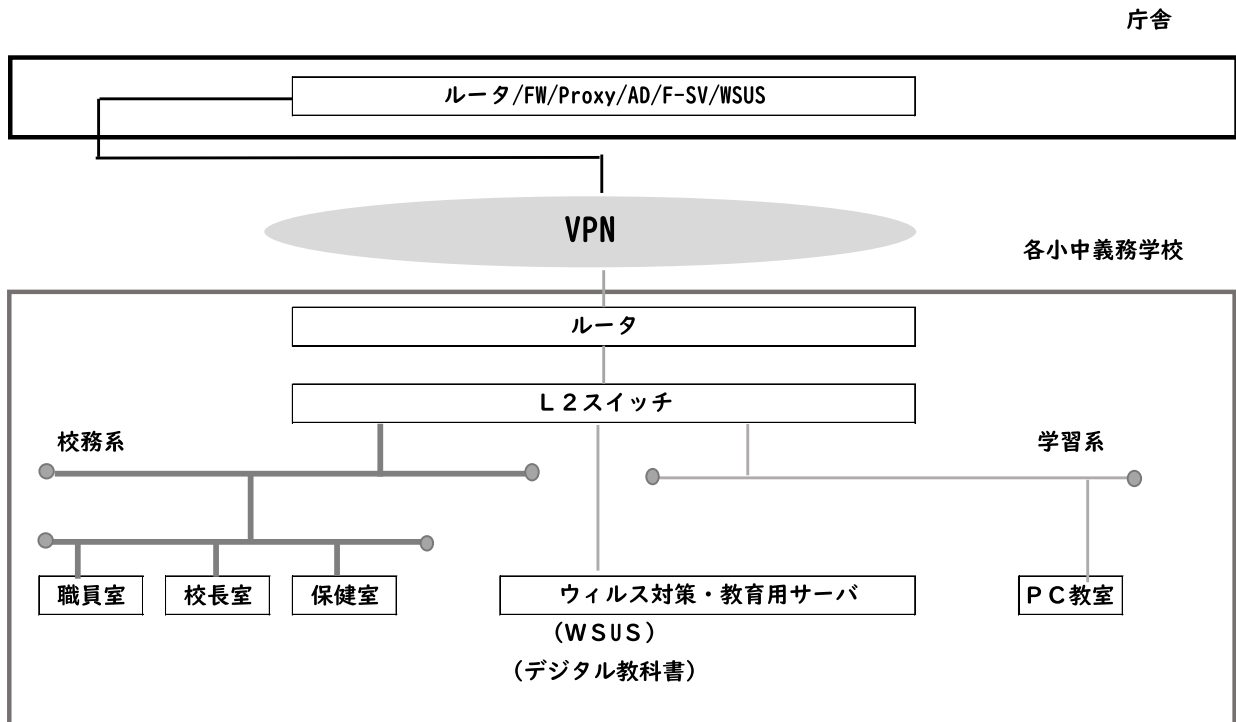 庁舎
ルータ/FW/Proxy/AD/F-SV/WSUS
VPN
各小中義務学校
ルータ
L2スイッチ
校務系
学習系
職員室
校長室
保健室
ウィルス対策・教育用サーバ
PC教室
(WSUS)
(デジタル教科書)